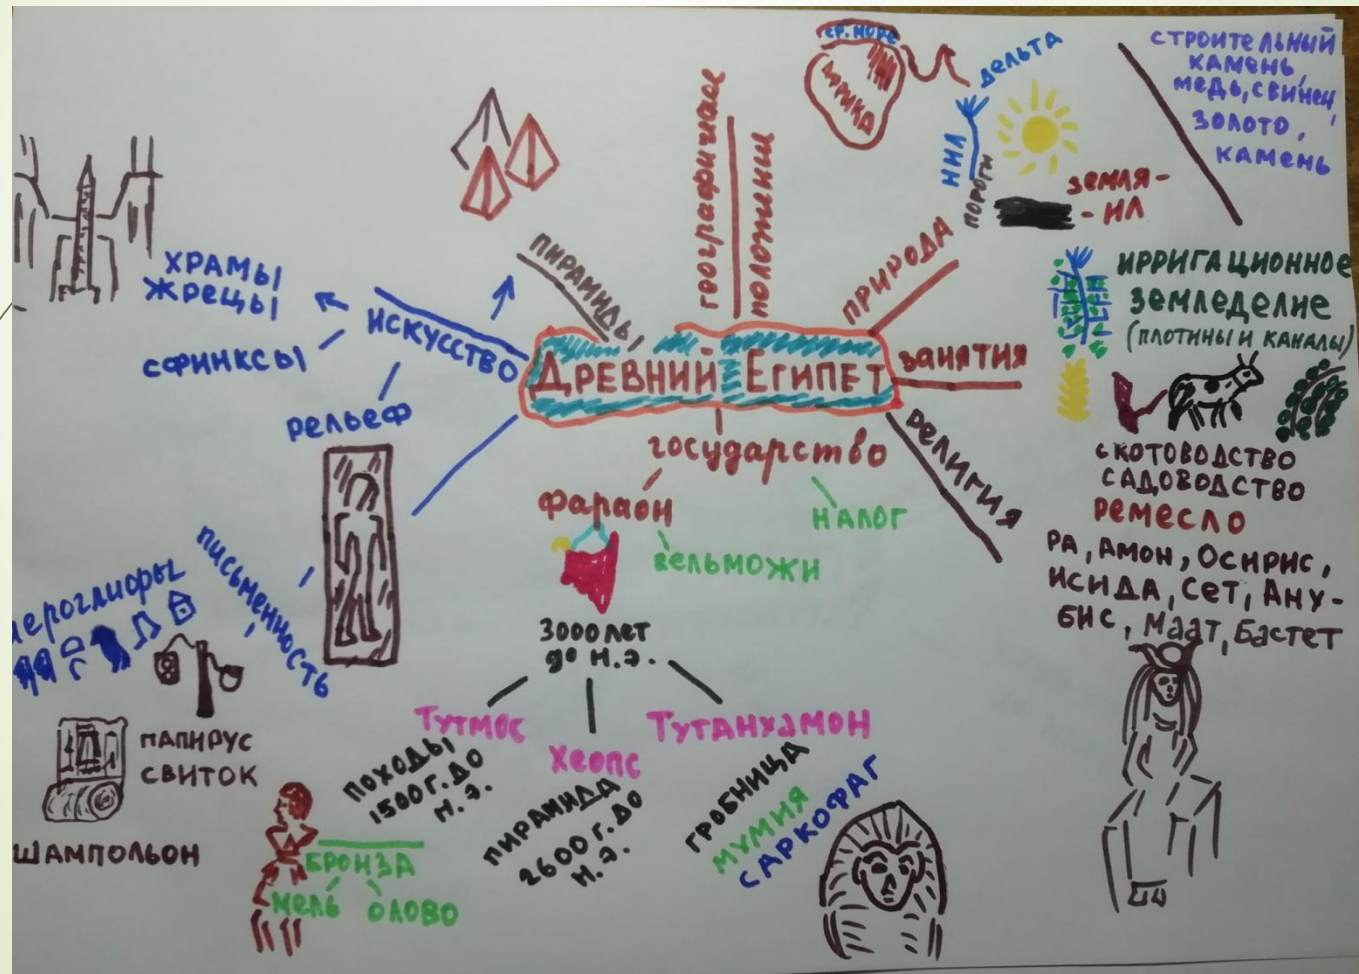 СТРОИТЕЛЬНЫЙ
КАМЕНЬ,
МЕДЬ, СВИНЕЦ,
ЗОЛОТО,
КАМЕНЬ
СР. МОРЕ
АФРИКА
ДЕЛЬТА
НИЛ
ПОРОГИ
ЗЕМЛЯ-
-ИЛ
географичное
положники
ПИРАМИДЫ
ПРИРОДА
ХРАМЫ
ЖРЕЦЫ
ИСКУССТВО
СФИНКСЫ
рельеф
ДРЕВНИЙ ЕГИПЕТ
занятия
ИРРИГАЦИОННОЕ
ЗЕМЛЕДЕЛИЕ
(ПЛОТИНЫ И КАНАЛЫ)
СКОТОВОДСТВО
САДОВОДСТВО
РЕМЕСЛО
государство
РЕЛИГИЯ
фараон
НАЛОГ
вельможи
РА, АМОН, ОСИРИС,
ИСИДА, СЕТ, АНУ-
БИС, МААТ, БАСТЕТ
3000 ЛЕТ
до н.э.
письменность
иероглифы
ПАПИРУС
СВИТОК
ШАМПОЛЬОН
ТУТМОС
ПОХОДЫ
1500 Г. ДО
Н.Э.
Хеопс
ПИРАМИДА
2600 Г. ДО
Н.Э.
ТУТАНХАМОН
ГРОБНИЦА
МУМИЯ
САРКОФАГ
БРОНЗА
МЕЛЬ ОЛОВО